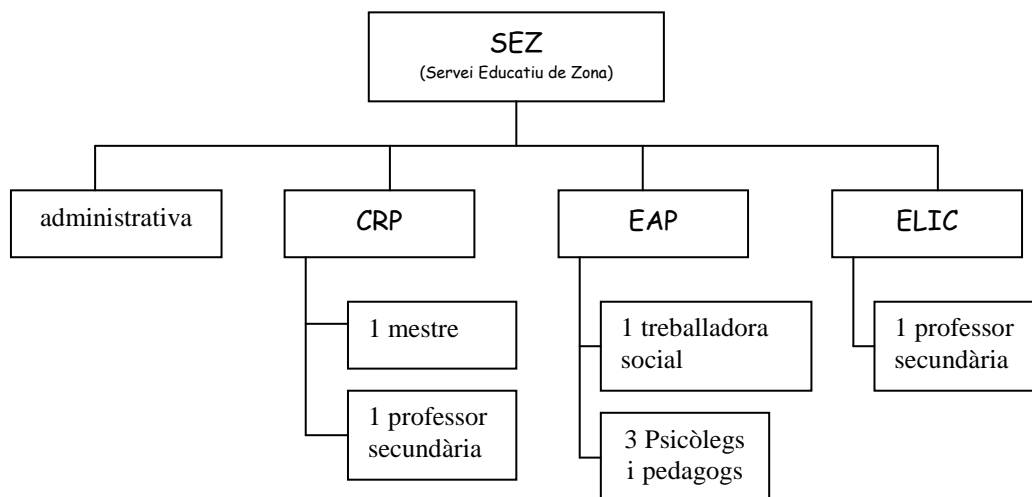 SEZ
(Servei Educatiu de Zona)
administrativa
CRP
EAP
ELIC
1 mestre
1 professor
secundària
1 treballadora
social
3 Psicòlegs
i pedagogs
1 professor
secundària